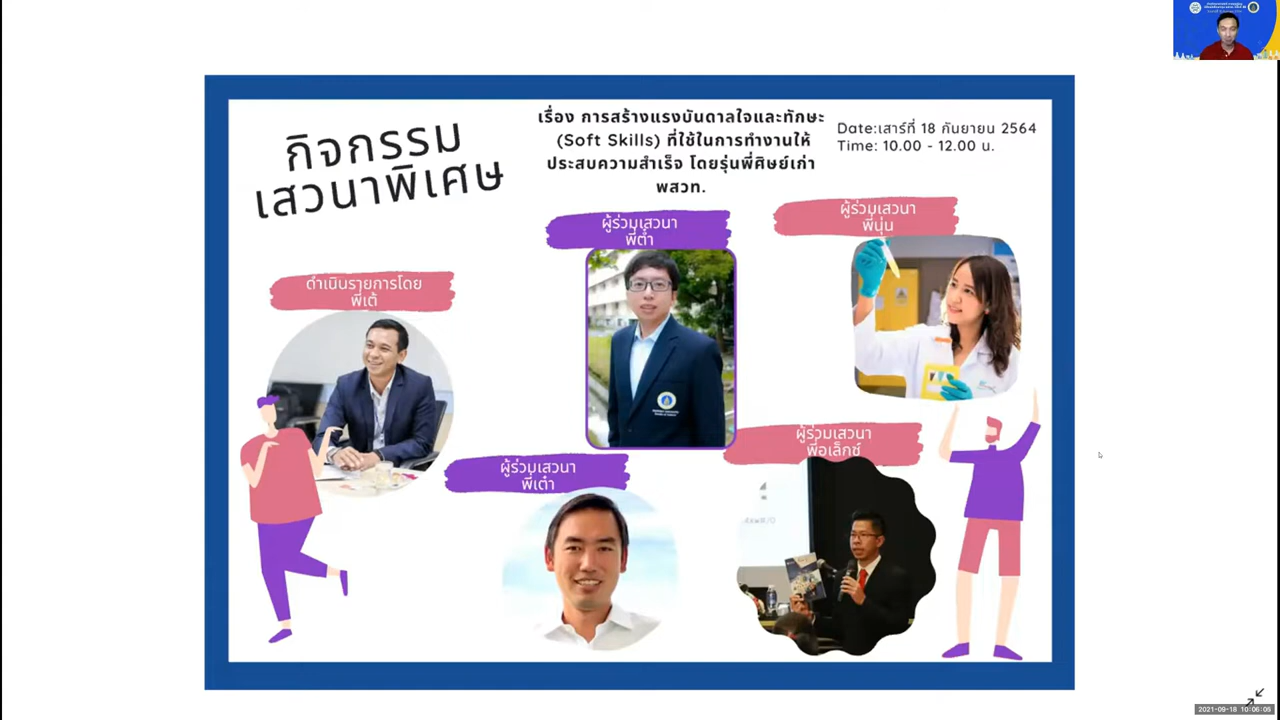 กิจกรรม
เสวนาพิเศษ
เรื่อง การสร้างแรงบันดาลใจและทักษะ
(Soft Skills) ที่ใช้ในการทำงานให้
ประสบความสำเร็จ โดยรุ่นพี่ศิษย์เก่า
พสวท.
Date:เสาร์ที่ 18 กันยายน 2564
Time: 10.00 - 12.00 น.
ดำเนินรายการโดย
พี่เต้
ผู้ร่วมเสวนา
พี่ต่ำ
ผู้ร่วมเสวนา
พี่นุ่น
ผู้ร่วมเสวนา
พี่เต๋า
ผู้ร่วมเสวนา
พี่อเล็กซ์
2021-09-18 10:06:05